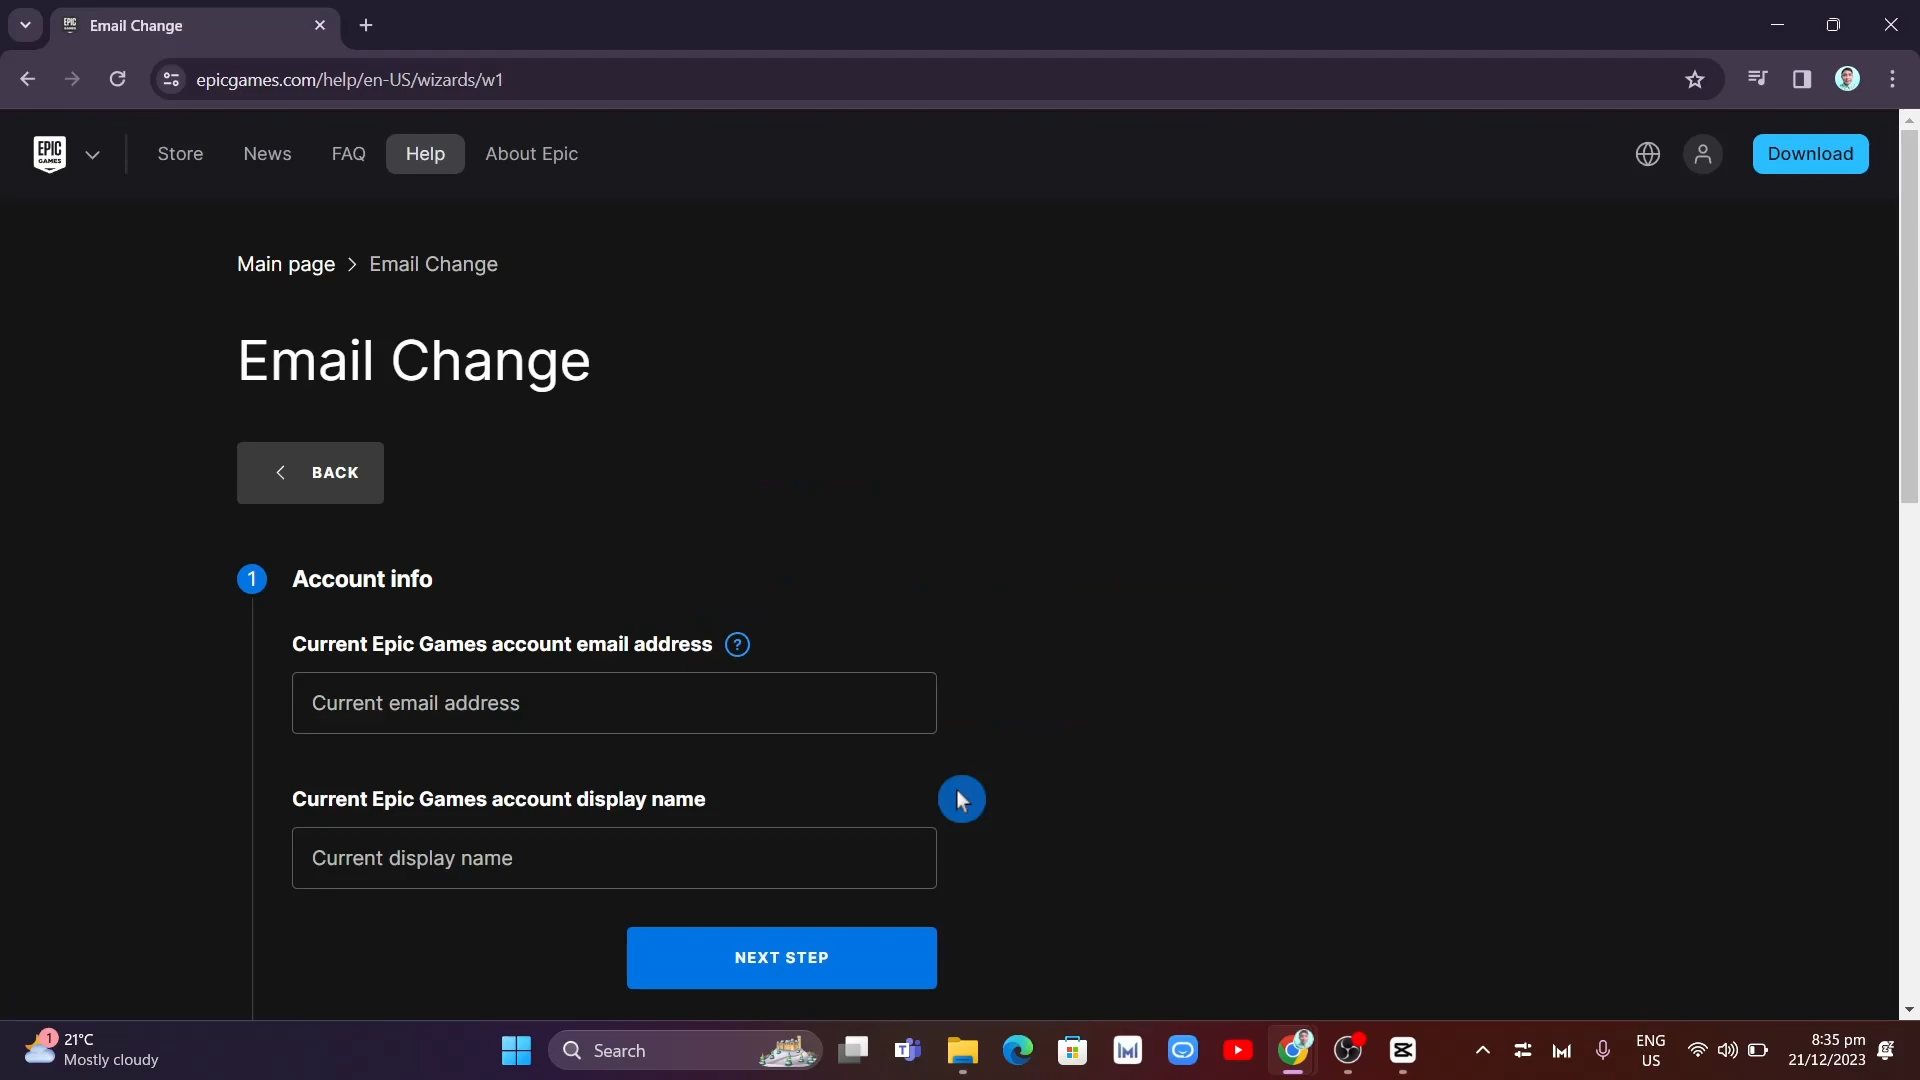 Email Change
epicgames.com/help/en-US/wizards/w1
EPIC GAMES
Store
News
FAQ
Help
About Epic
Download
Main page > Email Change
Email Change
BACK
1 Account info
Current Epic Games account email address ?
Current email address
Current Epic Games account display name
Current display name
NEXT STEP
1
21°C
Mostly cloudy
Search
ENG
US
8:35 pm
21/12/2023